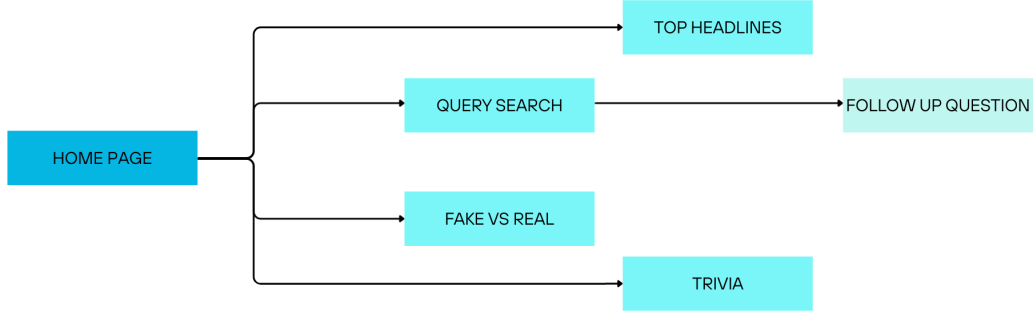 TOP HEADLINES
QUERY SEARCH
FOLLOW UP QUESTION
HOME PAGE
FAKE VS REAL
TRIVIA